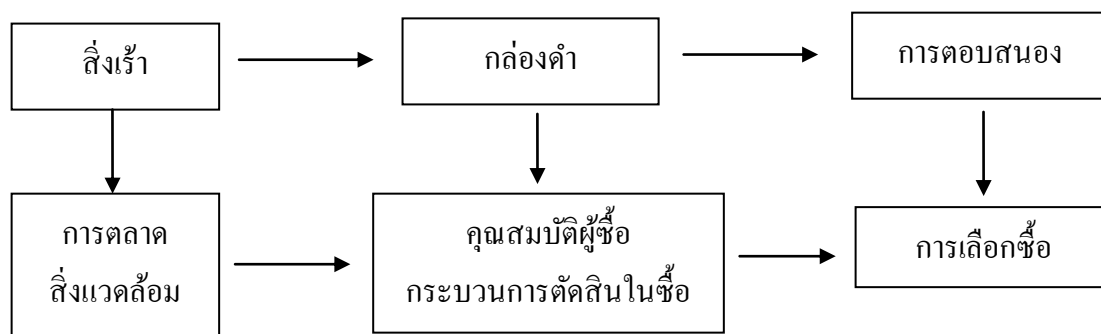 สิ่งเร้า
กล่องดำ
การตอบสนอง
การตลาด
สิ่งแวดล้อม
คุณสมบัติผู้ซื้อ
กระบวนการตัดสินในซื้อ
การเลือกซื้อ